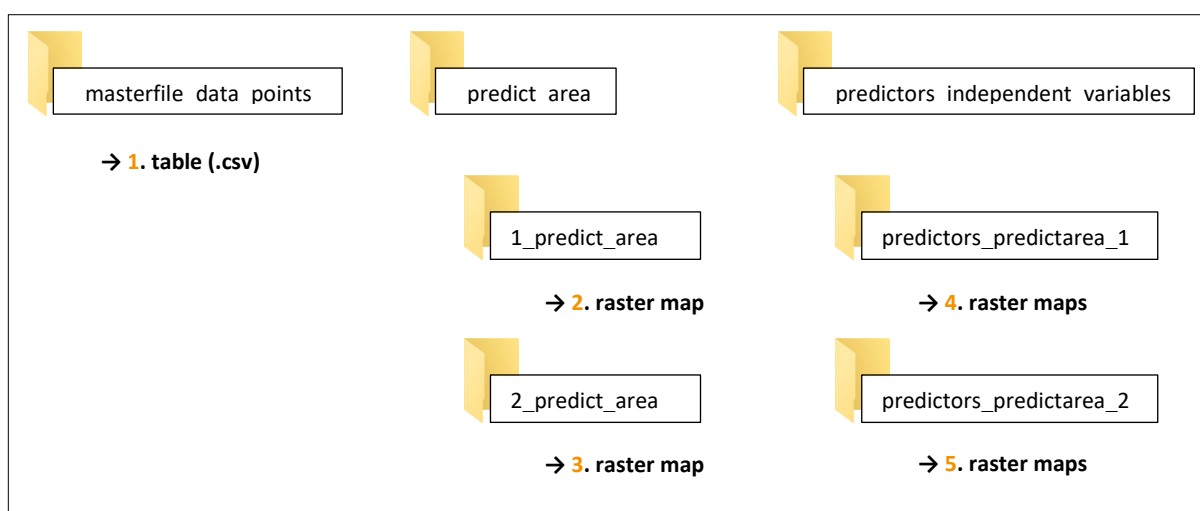 masterfile data points
predict area
predictors independent variables
→ 1. table (.csv)
1_predict_area
predictors_predictarea_1
→ 2. raster map
→ 4. raster maps
2_predict_area
predictors_predictarea_2
→ 3. raster map
→ 5. raster maps